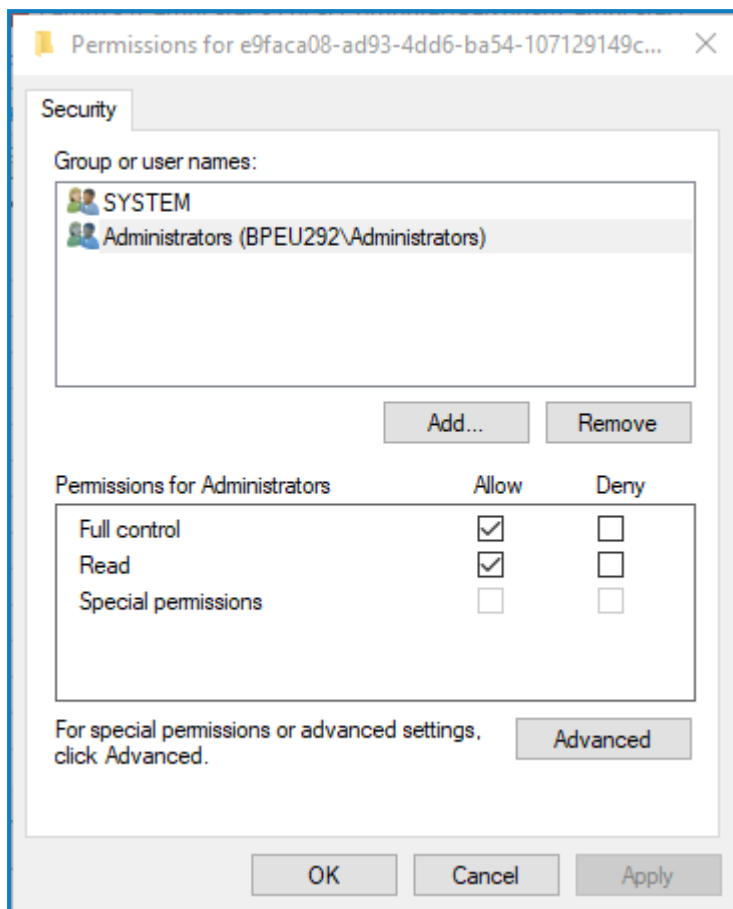 Permissions for e9faca08-ad93-4dd6-ba54-107129149c...
Security
Group or user names:
SYSTEM
Administrators (BPEU292\Administrators)
Add...
Remove
Permissions for Administrators
Allow
Deny
Full control
Read
Special permissions
For special permissions or advanced settings,
click Advanced.
Advanced
OK
Cancel
Apply